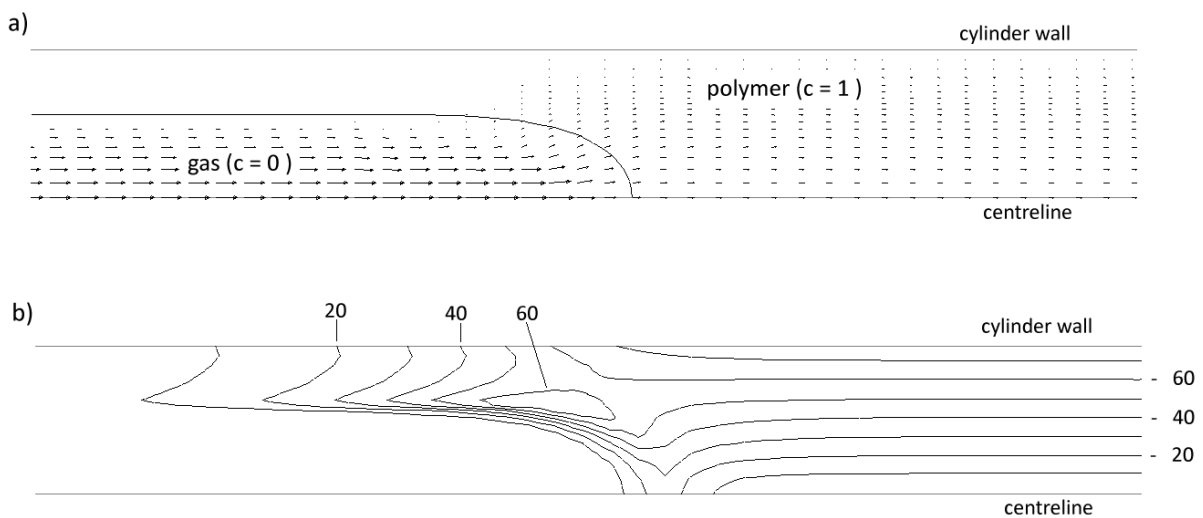 a)
cylinder wall
polymer (c = 1 )
gas (c = 0 )
centreline
b)
20
40
60
cylinder wall
- 60
- 40
- 20
centreline